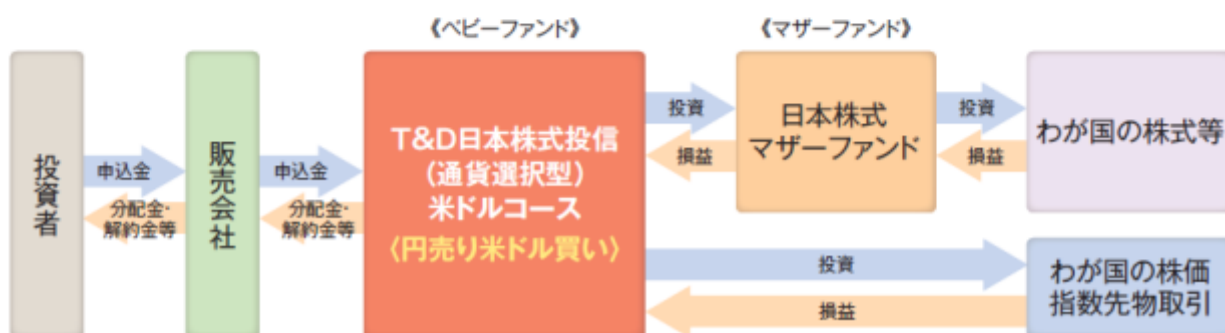 《ベビーファンド》
《マザーファンド》
投資者
申込金
分配金・
解約金等
販売会社
申込金
分配金・
解約金等
T&D日本株式投信
(通貨選択型)
米ドルコース
〈円売り米ドル買い〉
投資
損益
日本株式
マザーファンド
投資
損益
わが国の株式等
投資
損益
わが国の株価
指数先物取引